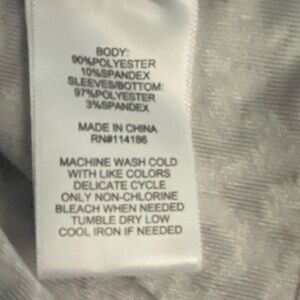 BODY:
90%POLYESTER
10%SPANDEX
SLEEVES/BOTTOM:
97%POLYESTER
3%SPANDEX
MADE IN CHINA
RN#114186
MACHINE WASH COLD
WITH LIKE COLORS
DELICATE CYCLE
ONLY NON-CHLORINE
BLEACH WHEN NEEDED
TUMBLE DRY LOW
COOL IRON IF NEEDED